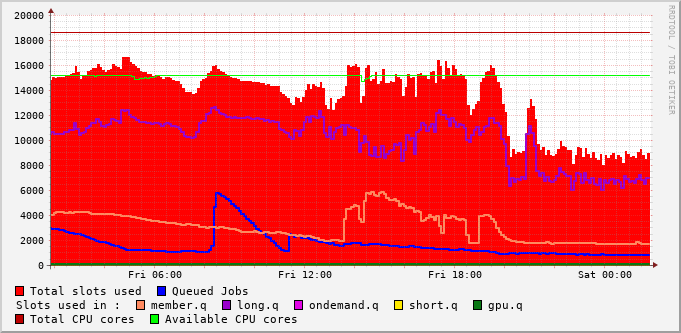 20000
18000
16000
14000
12000
10000
8000
6000
4000
2000
0
Fri 06:00 Fri 12:00 Fri 18:00 Sat 00:00
RRDTOOL / TOBI OETIKER
Total slots used Queued Jobs
Slots used in : member.q long.q ondemand.q short.q gpu.q
Total CPU cores Available CPU cores